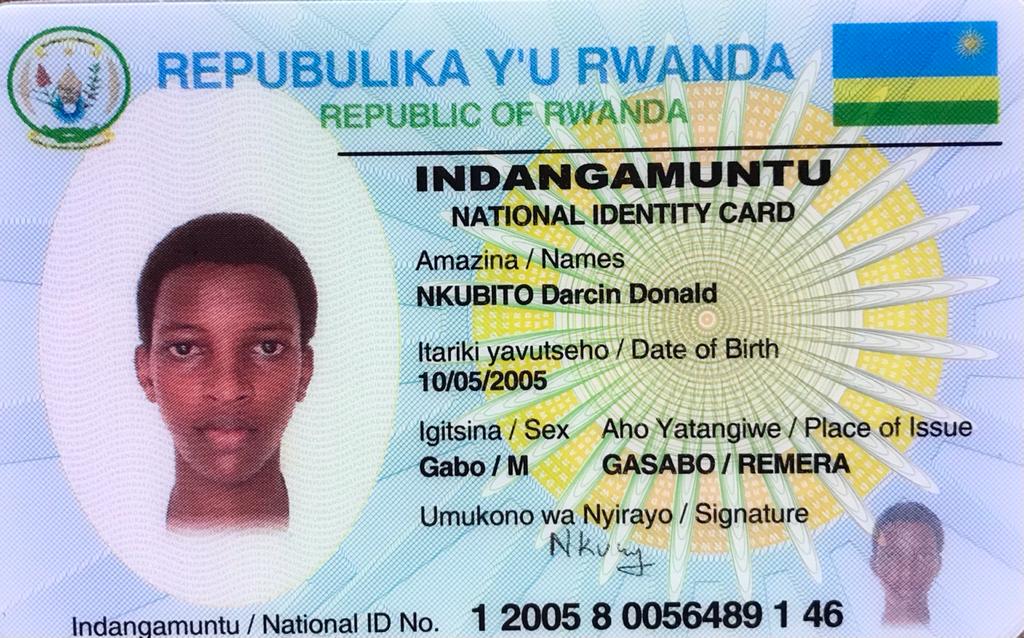 REPUBULIKA Y'U RWANDA
REPUBLIC OF RWANDA
INDANGAMUNTU
NATIONAL IDENTITY CARD
Amazina / Names
NKUBITO Darcin Donald
Itariki yavutseho / Date of Birth
10/05/2005
Igitsina / Sex Aho Yatangiwe / Place of Issue
Gabo / M GASABO / REMERA
Umukono wa Nyirayo / Signature
Indangamuntu / National ID No. 1 2005 8 0056489 1 46